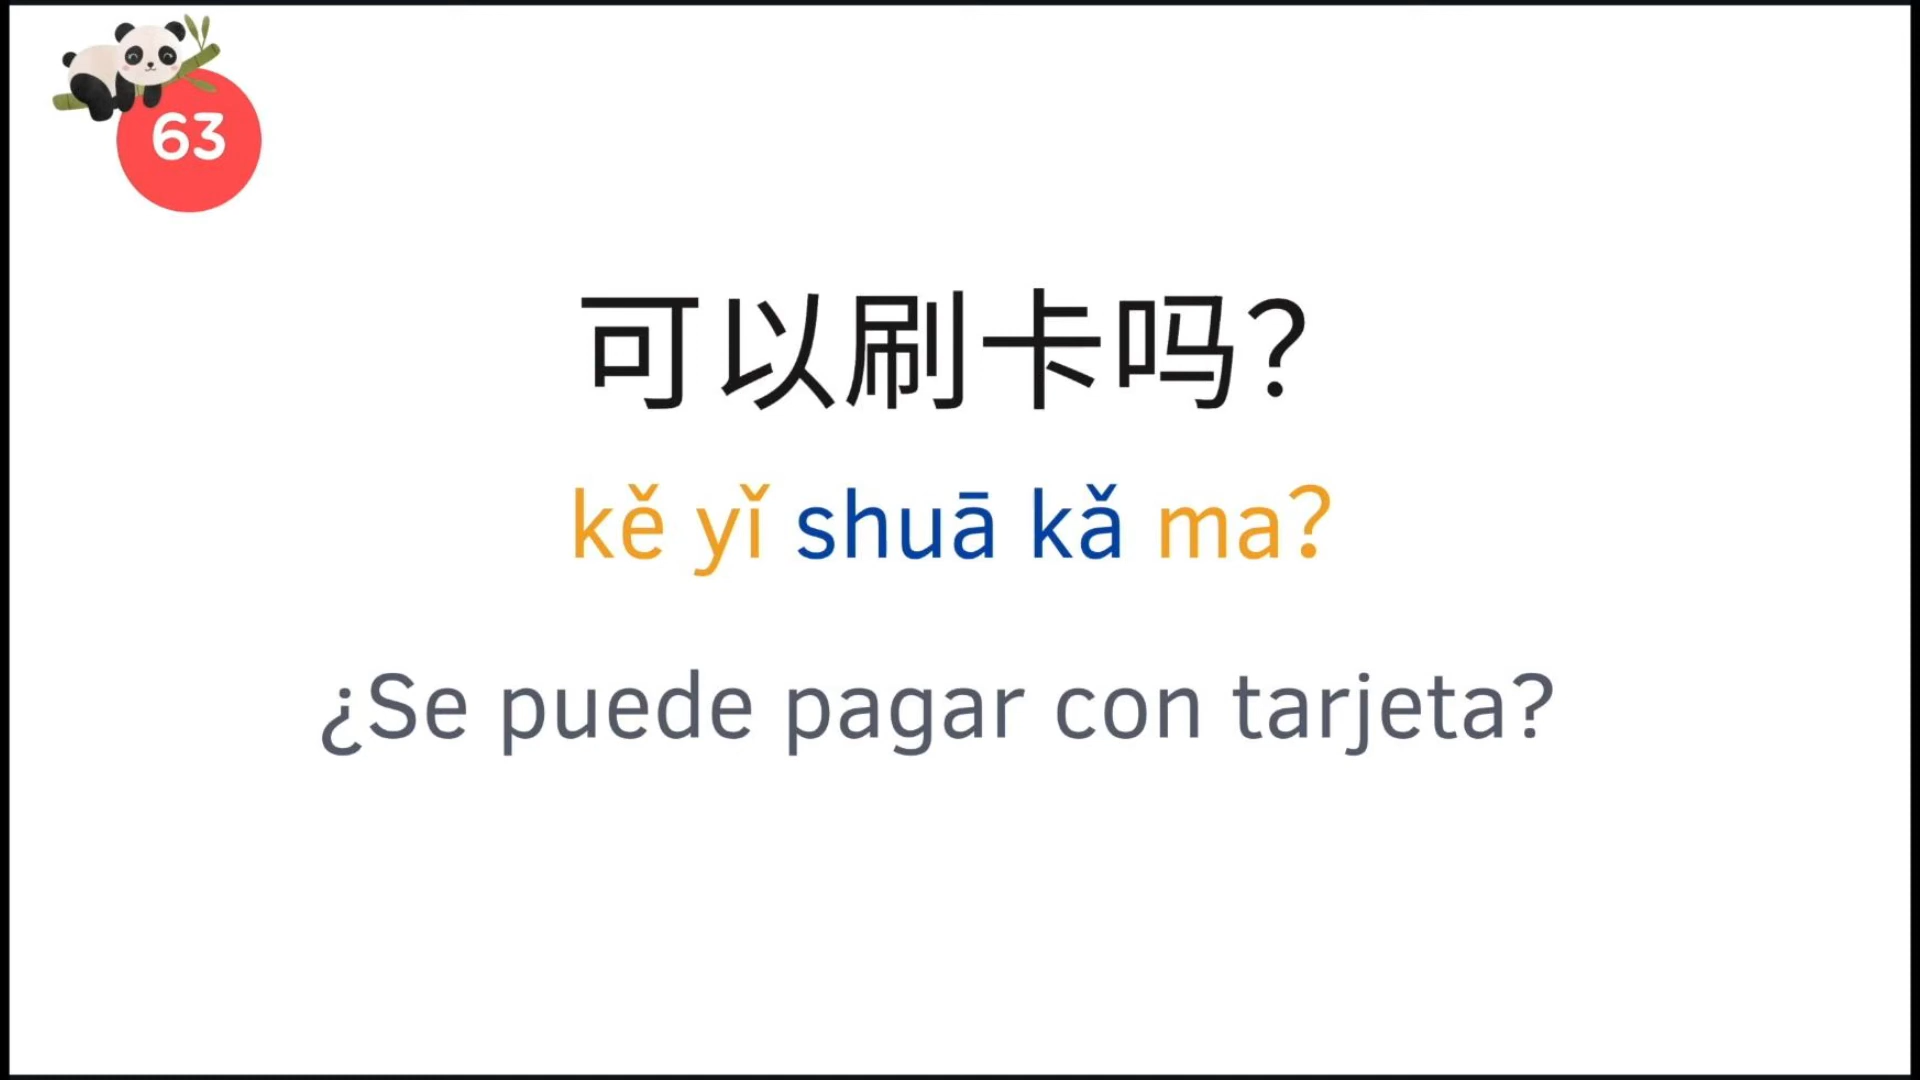 63
可以刷卡吗？
kě yǐ shuā kǎ ma?
¿Se puede pagar con tarjeta?